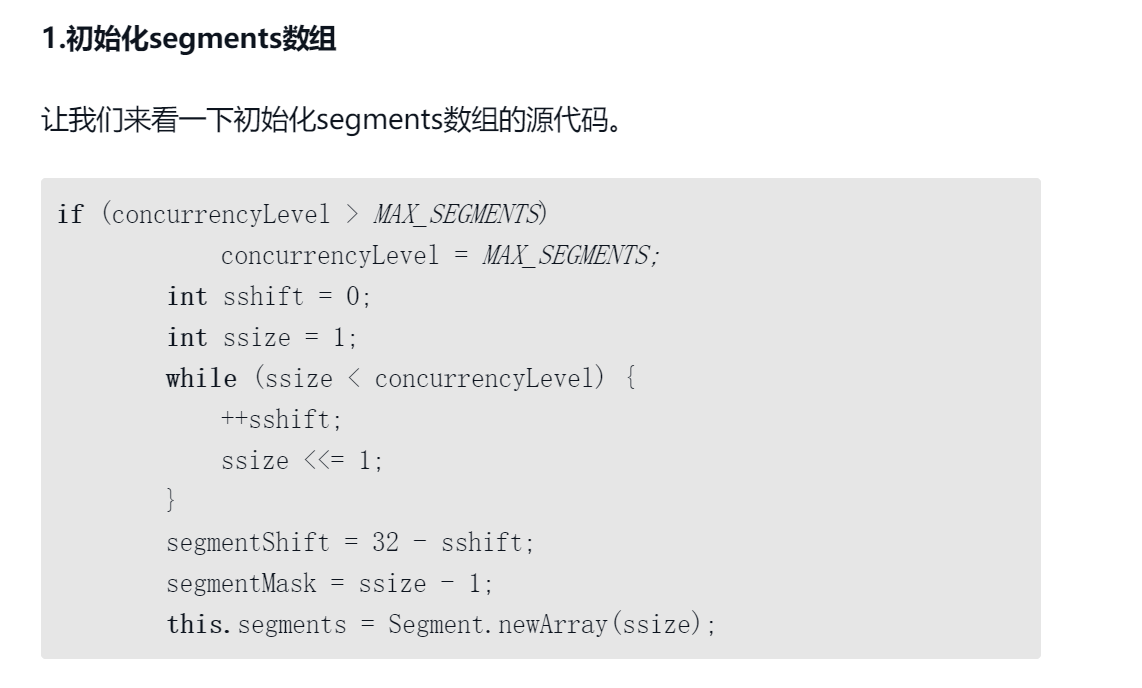 1.初始化segments数组
让我们来看一下初始化segments数组的源代码。
if (concurrencyLevel > MAX_SEGMENTS)
            concurrencyLevel = MAX_SEGMENTS;
        int sshift = 0;
        int ssize = 1;
        while (ssize < concurrencyLevel) {
            ++sshift;
            ssize <<= 1;
        }
        segmentShift = 32 - sshift;
        segmentMask = ssize - 1;
        this.segments = Segment.newArray(ssize);